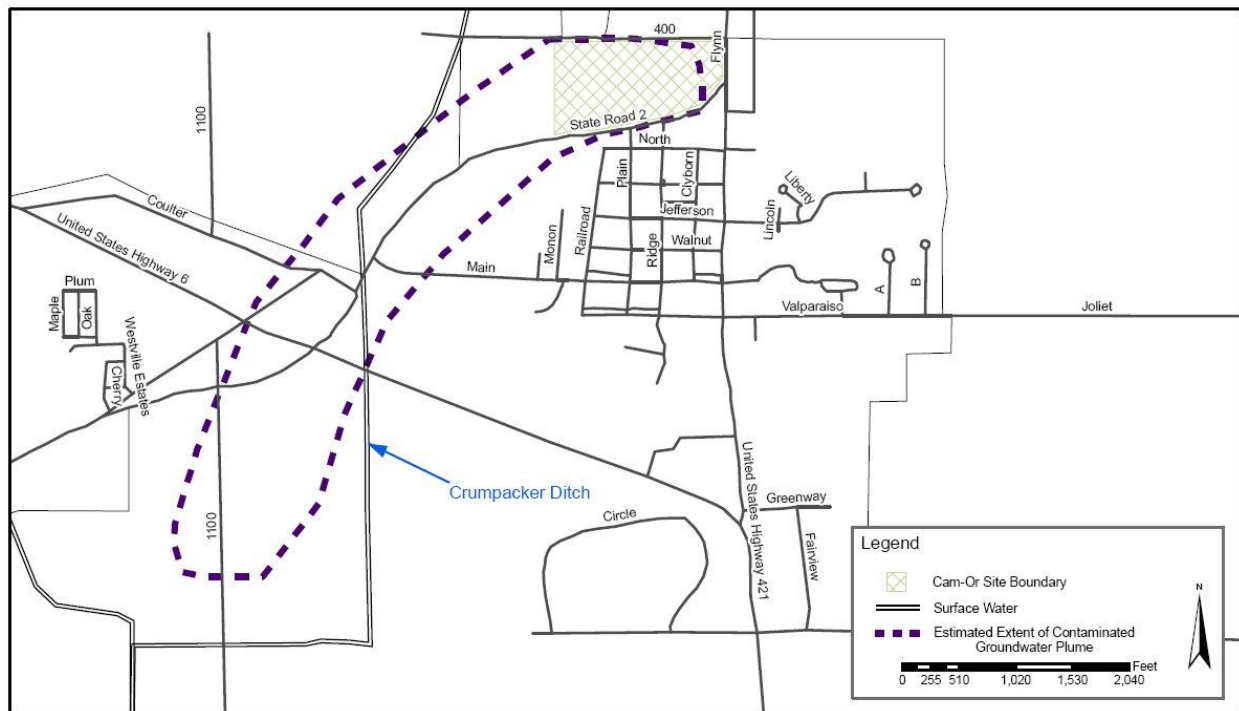 400
Flynn
1100
State Road 2
North
Plain
Clyborn
Liberty
Coulter
Jefferson
Lincoln
United States Highway 6
Railroad
Monon
Walnut
Ridge
Main
Plum
Maple
Oak
Valparaiso
A
B
Joliet
Westville Estates
Cherry
Crumpacker Ditch
United States Highway 421
Greenway
Circle
Fairview
1100
Legend
Cam-Or Site Boundary
Surface Water
Estimated Extent of Contaminated
Groundwater Plume
N
Feet
0 255 510 1,020 1,530 2,040